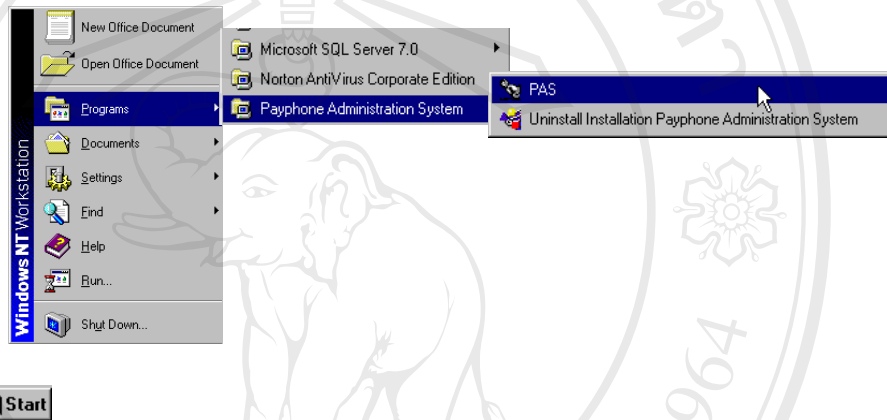 New Office Document
Open Office Document
Programs
Documents
Settings
Find
Help
Run...
Shut Down...
Windows NT Workstation
Microsoft SQL Server 7.0
Norton AntiVirus Corporate Edition
Payphone Administration System
PAS
Uninstall Installation Payphone Administration System
Start
964